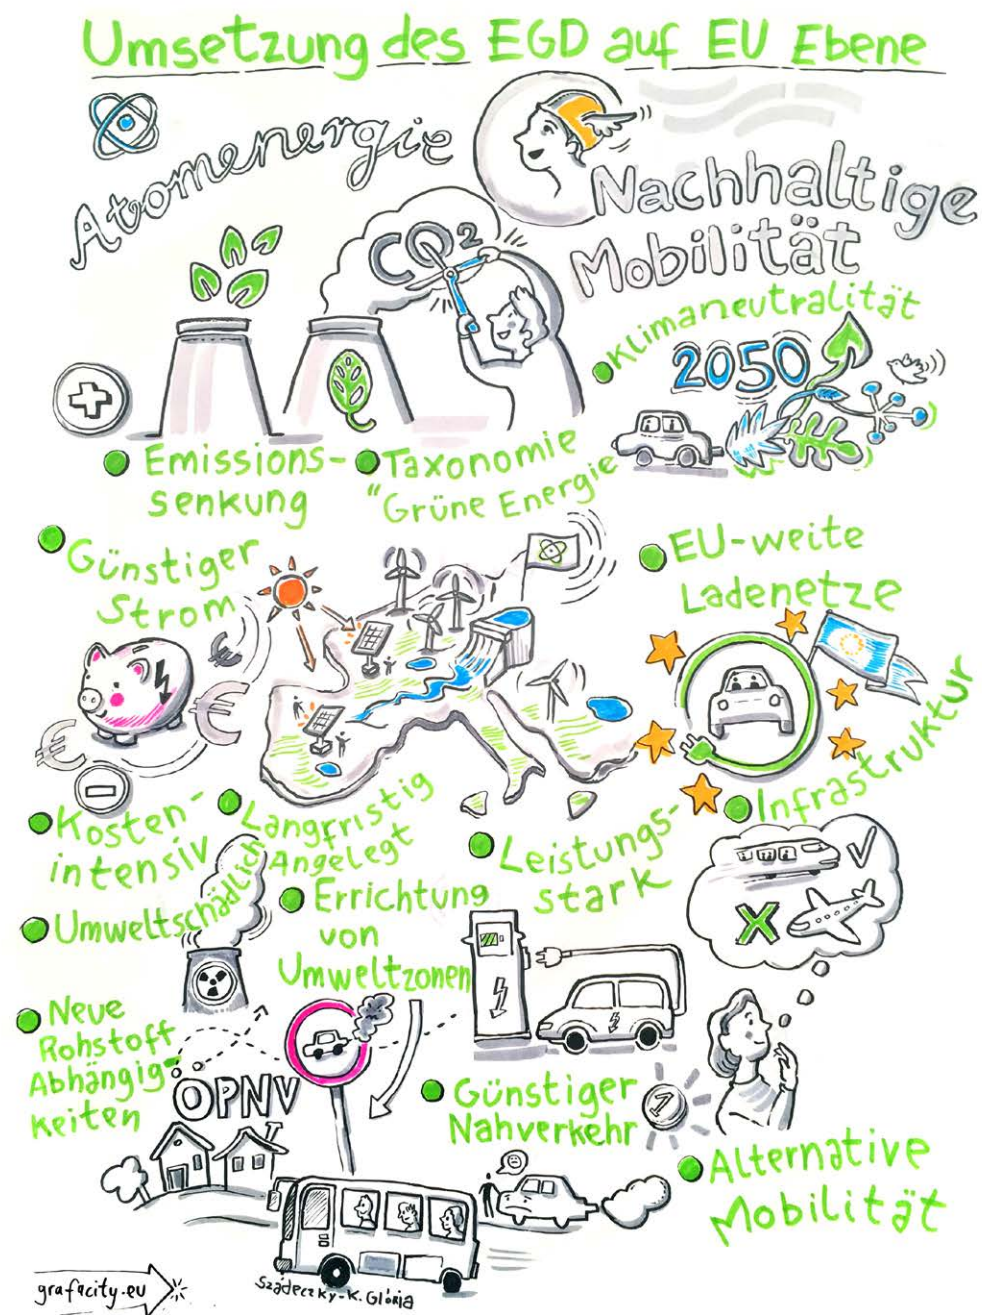 Umsetzung des EGD auf EU Ebene
Atomenergie
Nachhaltige
Mobilität
CO2
Klimaneutralität
2050
Emissions-
senkung
Taxonomie
"Grüne Energie
Günstiger
Strom
EU-weite
Ladenetze
€
€
€
Kosten-
intensiv
Langfristig
Angelegt
Leistungs-
stark
Infrastruktur
Umweltschädlich
Errichtung
von
Umweltzonen
Neue
Rohstoff
Abhängig-
keiten
ÖPNV
Günstiger
Nahverkehr
1
Alternative
Mobilität
grafacity.eu
Szádeczky-K. Glória